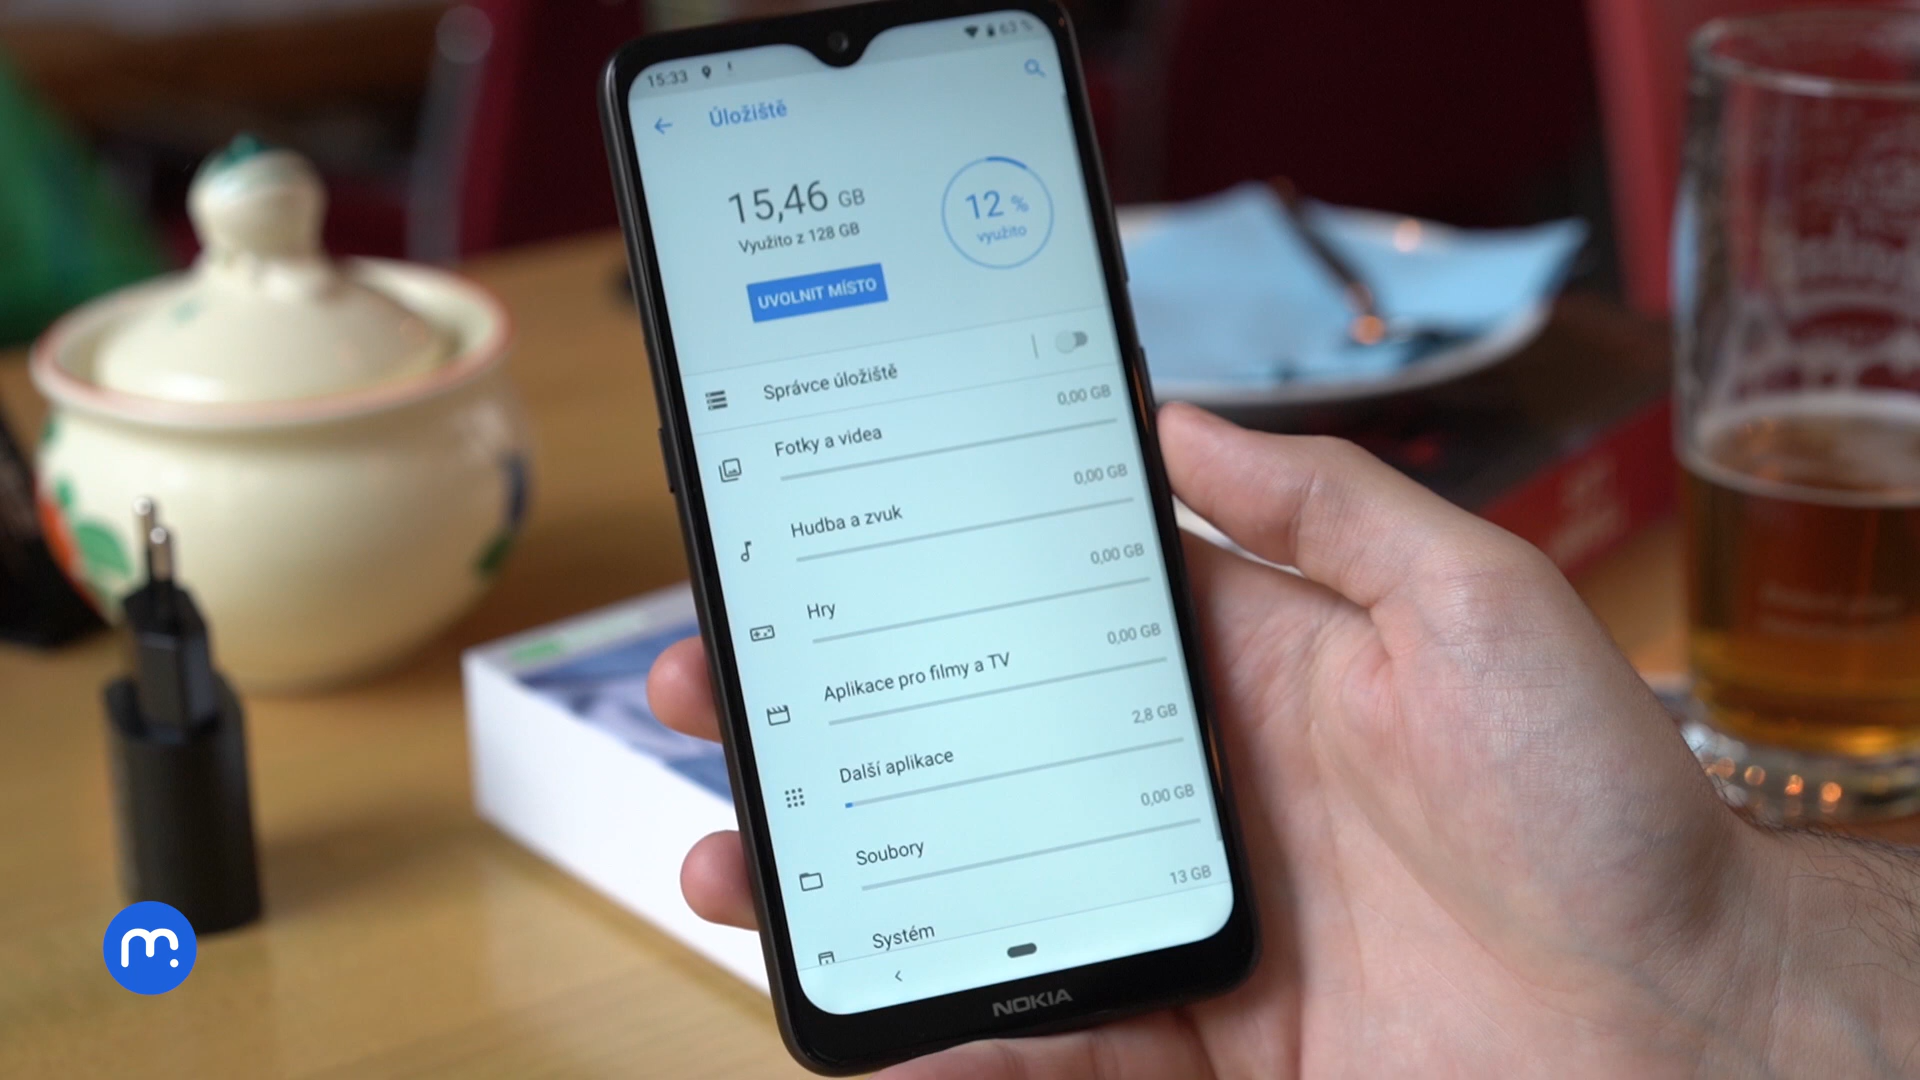 15:33
63 %
Úložiště
15,46 GB
Využito z 128 GB
12 %
využito
UVOLNIT MÍSTO
Správce úložiště
Fotky a videa 0,00 GB
Hudba a zvuk 0,00 GB
Hry 0,00 GB
Aplikace pro filmy a TV 0,00 GB
Další aplikace 2,8 GB
Soubory 0,00 GB
Systém 13 GB
NOKIA
m.